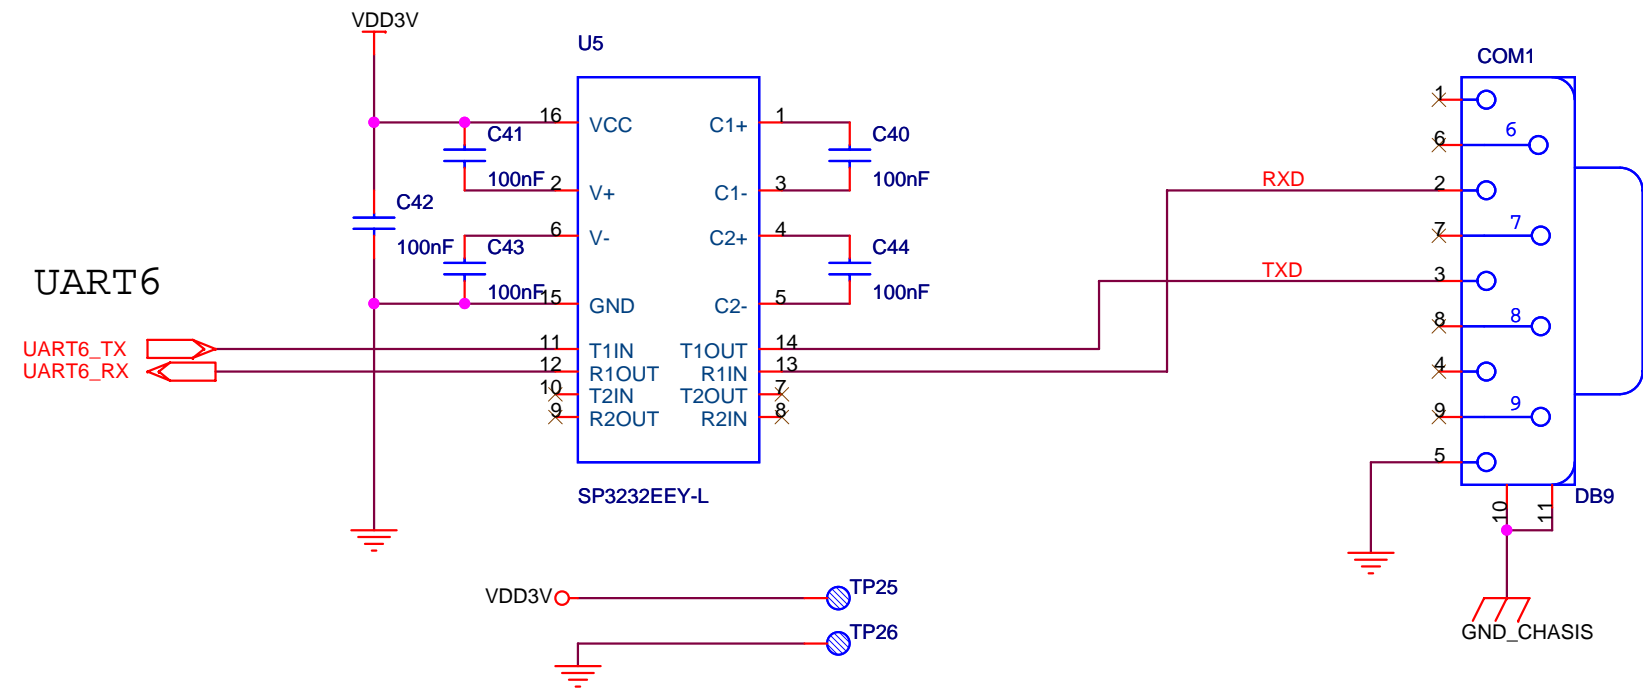 VDD3V
U5
COM1
16 VCC C1+ 1
C41
100nF
2 V+ C1- 3
C40
100nF
C42
100nF
6 V- C2+ 4
C43
100nF
15 GND C2- 5
C44
100nF
UART6
UART6_TX
11 T1IN T1OUT 14
UART6_RX
12 R1OUT R1IN 13
10 T2IN T2OUT 7
9 R2OUT R2IN 8
SP3232EEY-L
RXD
TXD
1
6 6
2
7 7
3
8 8
4
9 9
5
DB9
10 11
GND_CHASIS
VDD3V TP25
TP26